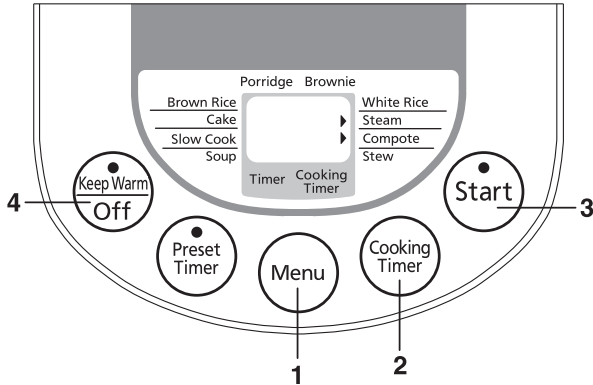 Porridge Brownie
Brown Rice
Cake
Slow Cook
Soup
White Rice
Steam
Compote
Stew
Timer Cooking
Timer
Keep Warm
Off
Preset
Timer
Menu
Cooking
Timer
Start
4
3
1
2